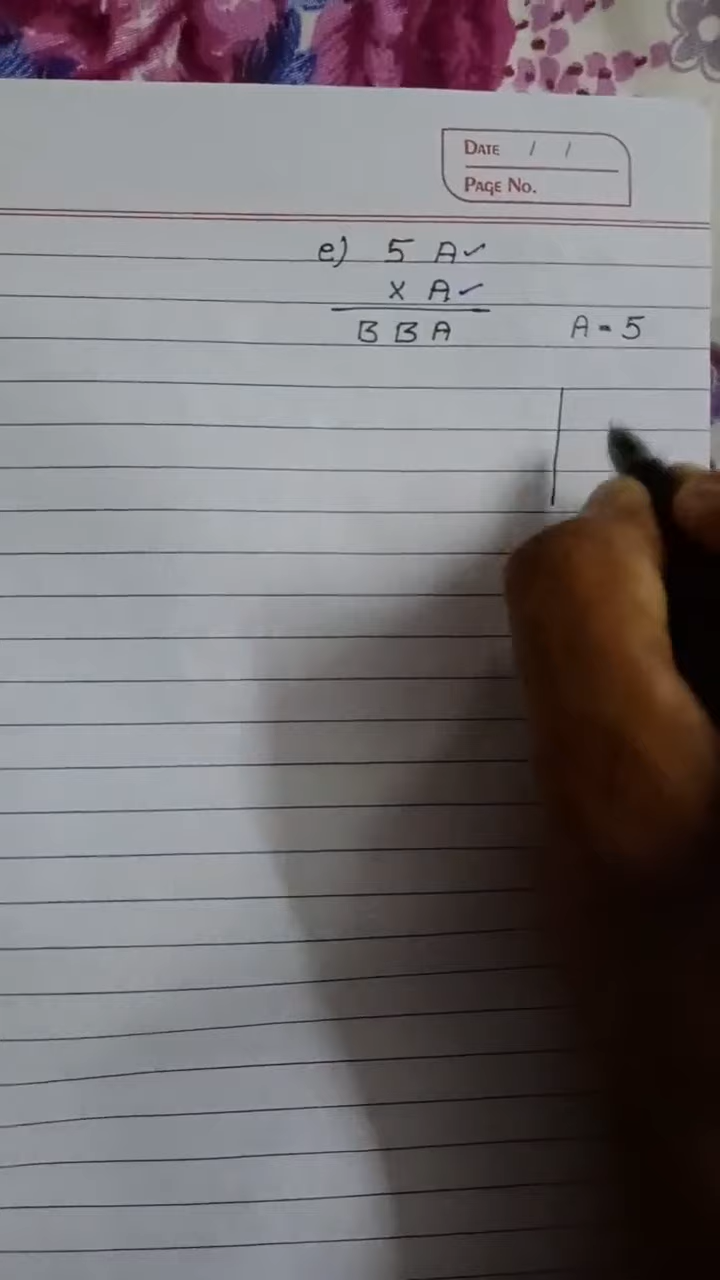 DATE / /
PAGE NO.
e) 5 A✓
x A✓
B B A
A = 5